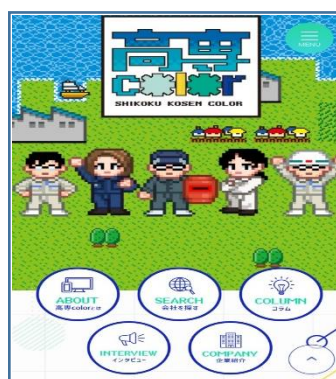 高専
color
SHIKOKU KOSEN COLOR
MENU
ABOUT
高専colorとは
SEARCH
会社を探す
COLUMN
コラム
INTERVIEW
インタビュー
COMPANY
企業紹介